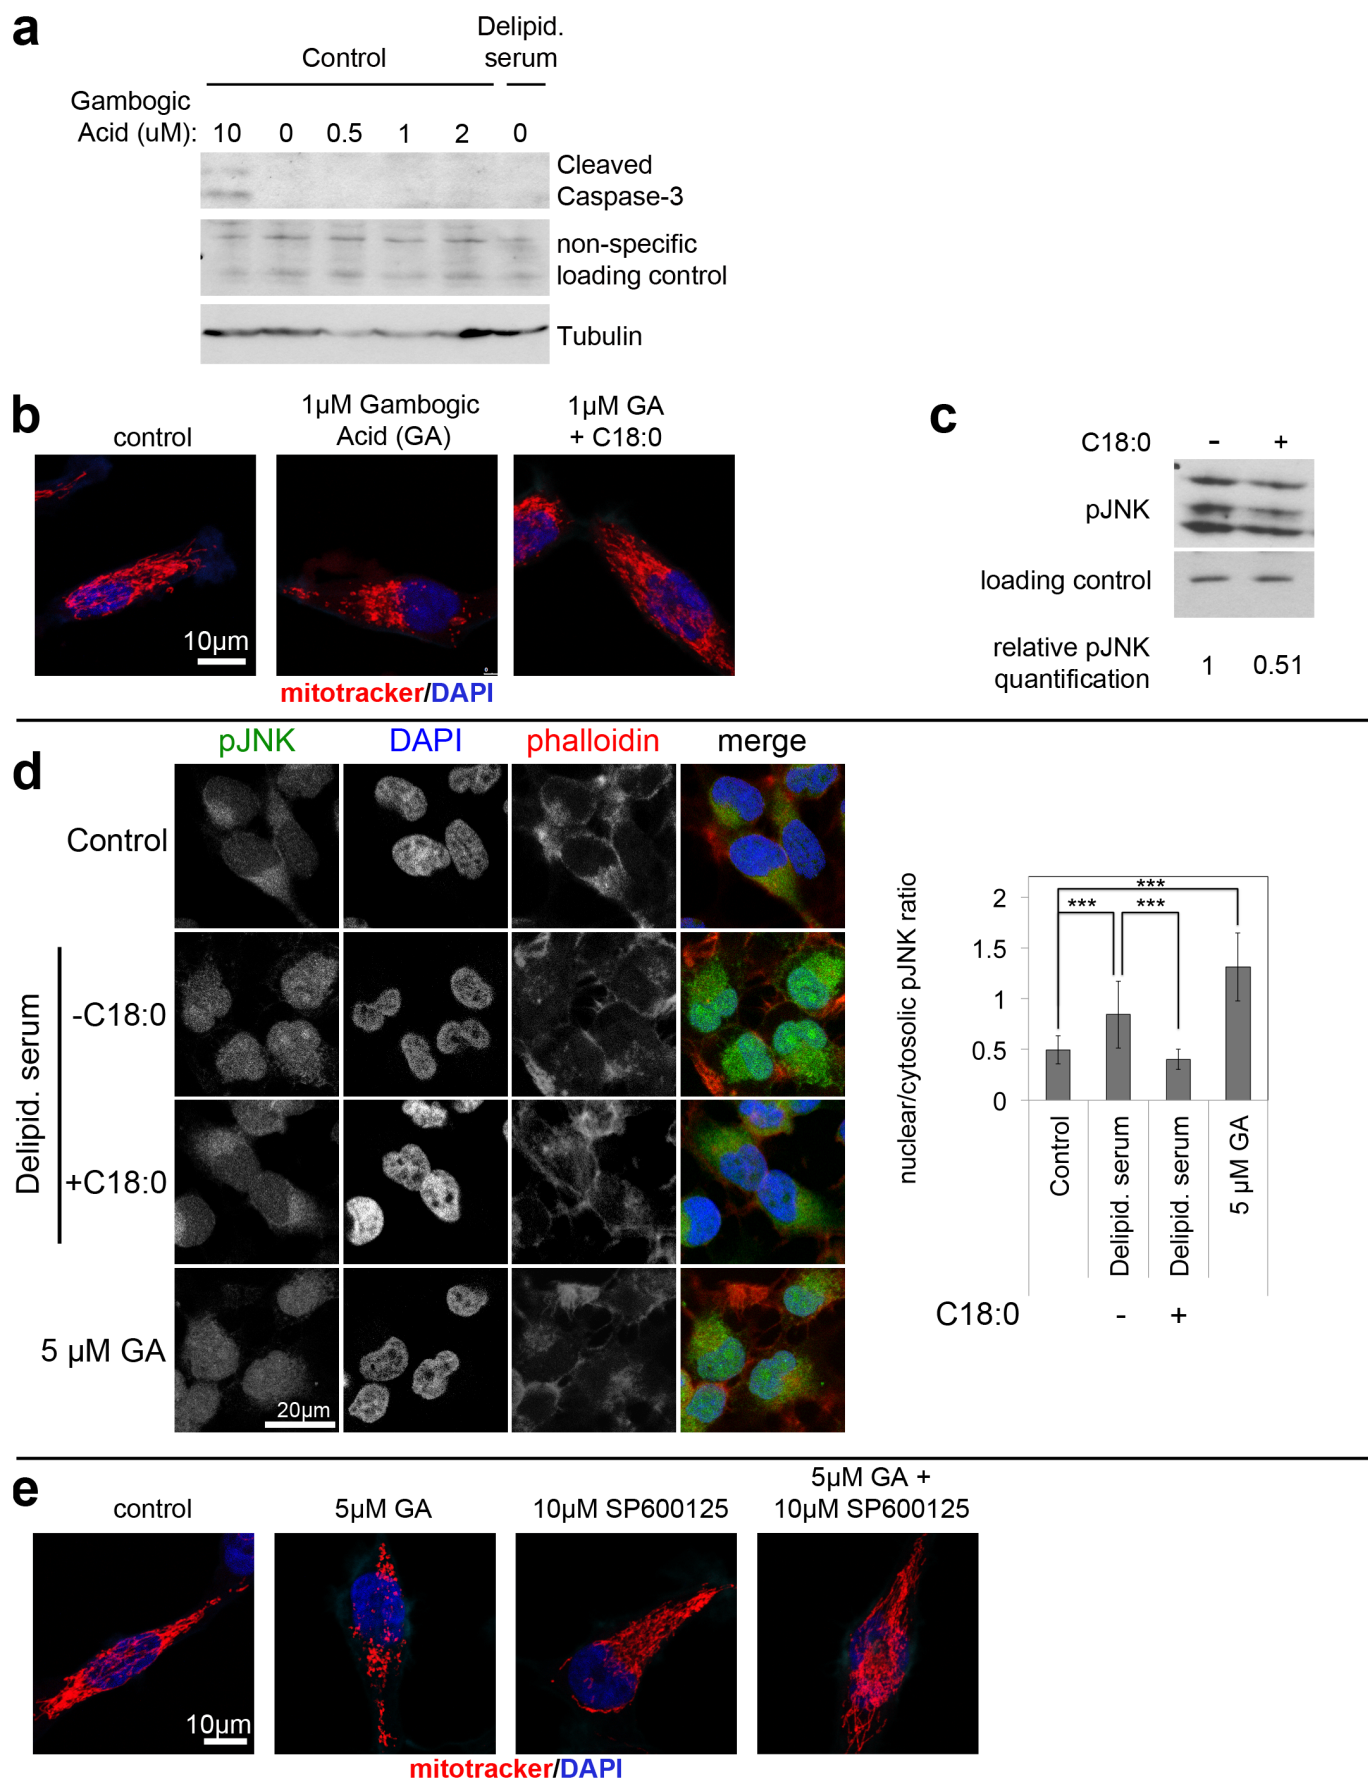 a
Control
Delipid.
serum
Gambogic
Acid (uM):
10 0 0.5 1 2 0
Cleaved
Caspase-3
non-specific
loading control
Tubulin
b
control
1µM Gambogic
Acid (GA)
1µM GA
+ C18:0
10µm
mitotracker/DAPI
c
C18:0 - +
pJNK
loading control
relative pJNK
quantification
1 0.51
d
pJNK DAPI phalloidin merge
Control
Delipid. serum
-C18:0
+C18:0
5 µM GA
20µm
nuclear/cytosolic pJNK ratio
2
1.5
1
0.5
0
***
*** ***
Control
Delipid. serum
Delipid. serum
5 µM GA
C18:0 - +
e
control
5µM GA
10µM SP600125
5µM GA +
10µM SP600125
10µm
mitotracker/DAPI